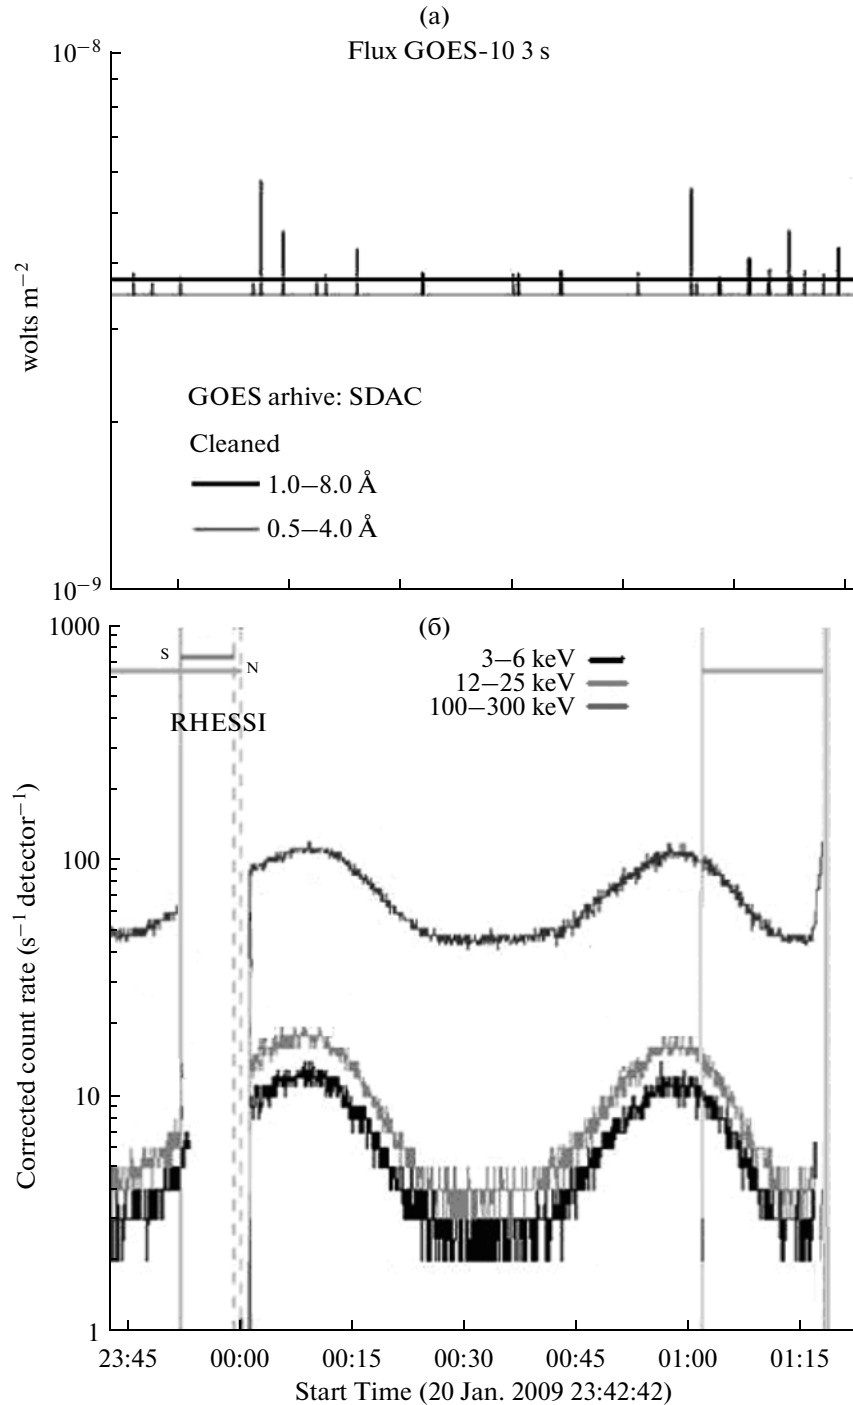 (a)
Flux GOES-10 3 s
10⁻⁸
wolts m⁻²
GOES arhive: SDAC
Cleaned
1.0–8.0 Å
0.5–4.0 Å
10⁻⁹
(б)
1000
S
N
3–6 keV
12–25 keV
100–300 keV
RHESSI
Corrected count rate (s⁻¹ detector⁻¹)
100
10
1
23:45 00:00 00:15 00:30 00:45 01:00 01:15
Start Time (20 Jan. 2009 23:42:42)